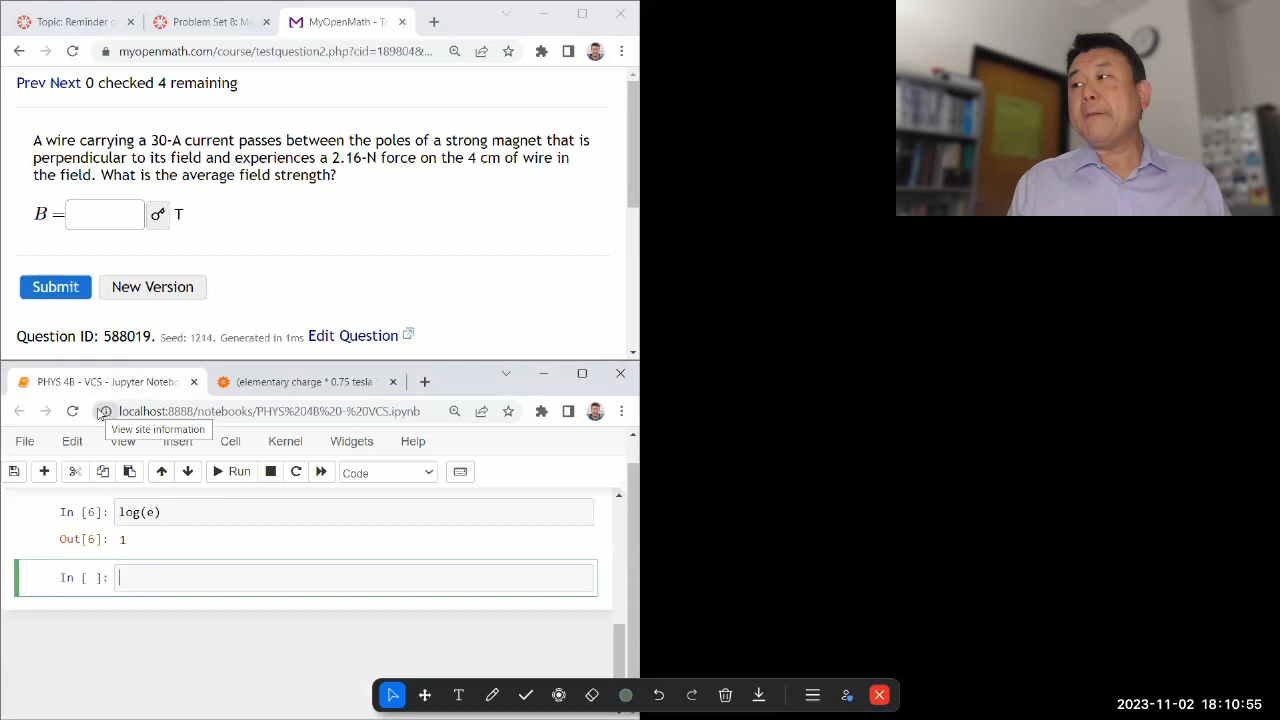 Topic: Reminder
Problem Set 8: M
MyOpenMath - T
myopenmath.com/course/testquestion2.php?cid=189804&...
Prev Next 0 checked 4 remaining
A wire carrying a 30-A current passes between the poles of a strong magnet that is
perpendicular to its field and experiences a 2.16-N force on the 4 cm of wire in
the field. What is the average field strength?
B = T
Submit New Version
Question ID: 588019. Seed: 1214. Generated in 1ms Edit Question
PHYS 4B - VCS - Jupyter Notebo
(elementary charge * 0.75 tesla
localhost:8888/notebooks/PHYS%204B%20-%20VCS.ipynb
View site information
File Edit View Insert Cell Kernel Widgets Help
Run Code
In [6]: log(e)
Out[6]: 1
In [ ]:
T
2023-11-02 18:10:55